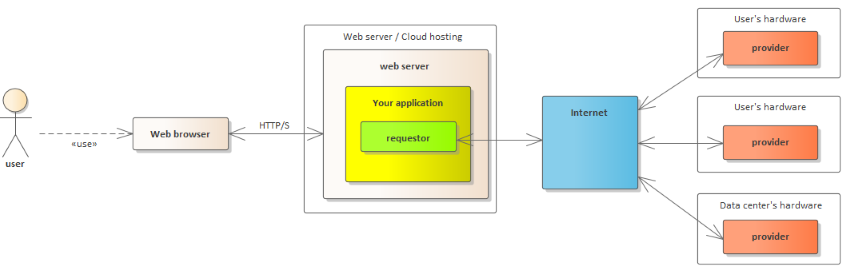 User's hardware
provider
Web server / Cloud hosting
web server
Your application
requestor
Internet
User's hardware
provider
Web browser
HTTP/S
«use»
user
Data center's hardware
provider